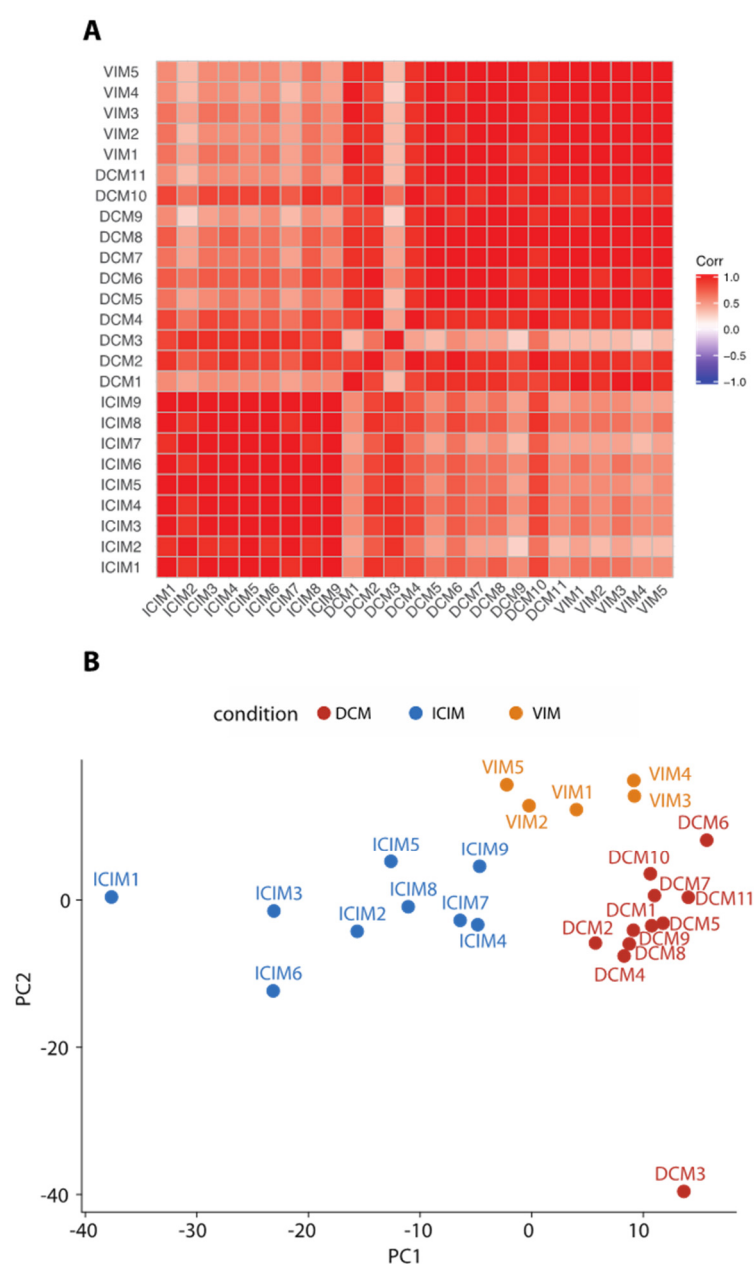 A
VIM5
VIM4
VIM3
VIM2
VIM1
DCM11
DCM10
DCM9
DCM8
DCM7
DCM6
DCM5
DCM4
DCM3
DCM2
DCM1
ICIM9
ICIM8
ICIM7
ICIM6
ICIM5
ICIM4
ICIM3
ICIM2
ICIM1
Corr
1.0
0.5
0.0
−0.5
−1.0
ICIM1 ICIM2 ICIM3 ICIM4 ICIM5 ICIM6 ICIM7 ICIM8 ICIM9 DCM1 DCM2 DCM3 DCM4 DCM5 DCM6 DCM7 DCM8 DCM9 DCM10 DCM11 VIM1 VIM2 VIM3 VIM4 VIM5
B
condition DCM ICIM VIM
VIM5 VIM4
VIM1 VIM3
VIM2 DCM6
ICIM5 ICIM9 DCM10
ICIM1 ICIM3 ICIM8 DCM7
0 ICIM2 ICIM7 DCM1 DCM11
DCM2 DCM5
ICIM4 DCM9
ICIM6 DCM8
DCM4
PC2
-20
DCM3
-40
-40 -30 -20 -10 0 10
PC1